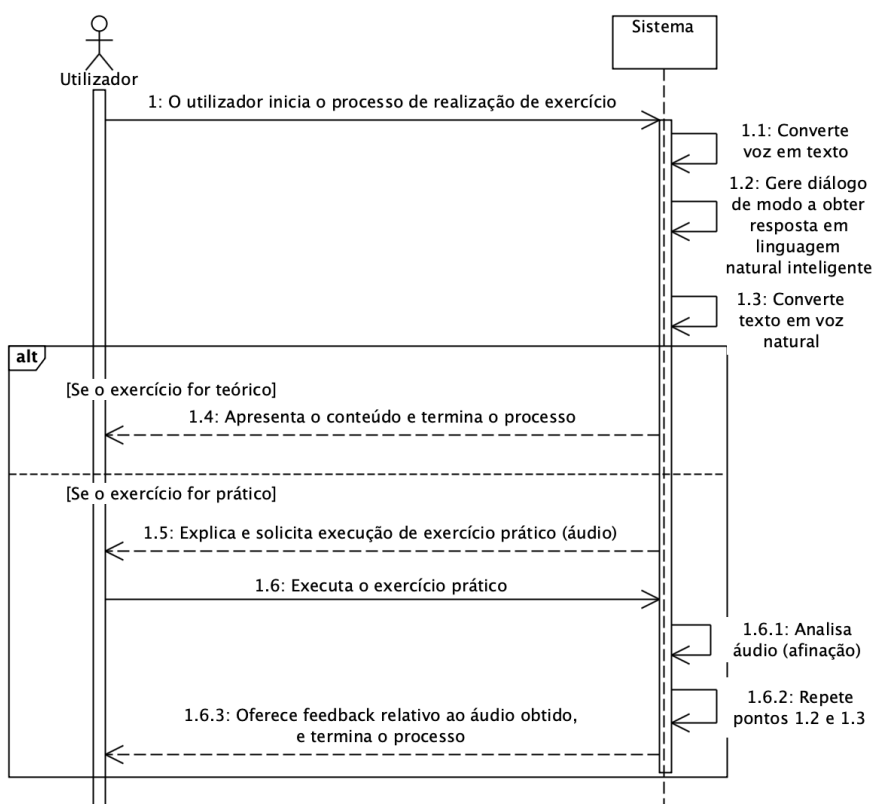 Sistema
Utilizador
1: O utilizador inicia o processo de realização de exercício
1.1: Converte
voz em texto
1.2: Gere diálogo
de modo a obter
resposta em
linguagem
natural inteligente
1.3: Converte
texto em voz
natural
alt
[Se o exercício for teórico]
1.4: Apresenta o conteúdo e termina o processo
[Se o exercício for prático]
1.5: Explica e solicita execução de exercício prático (áudio)
1.6: Executa o exercício prático
1.6.1: Analisa
áudio (afinação)
1.6.2: Repete
pontos 1.2 e 1.3
1.6.3: Oferece feedback relativo ao áudio obtido,
e termina o processo